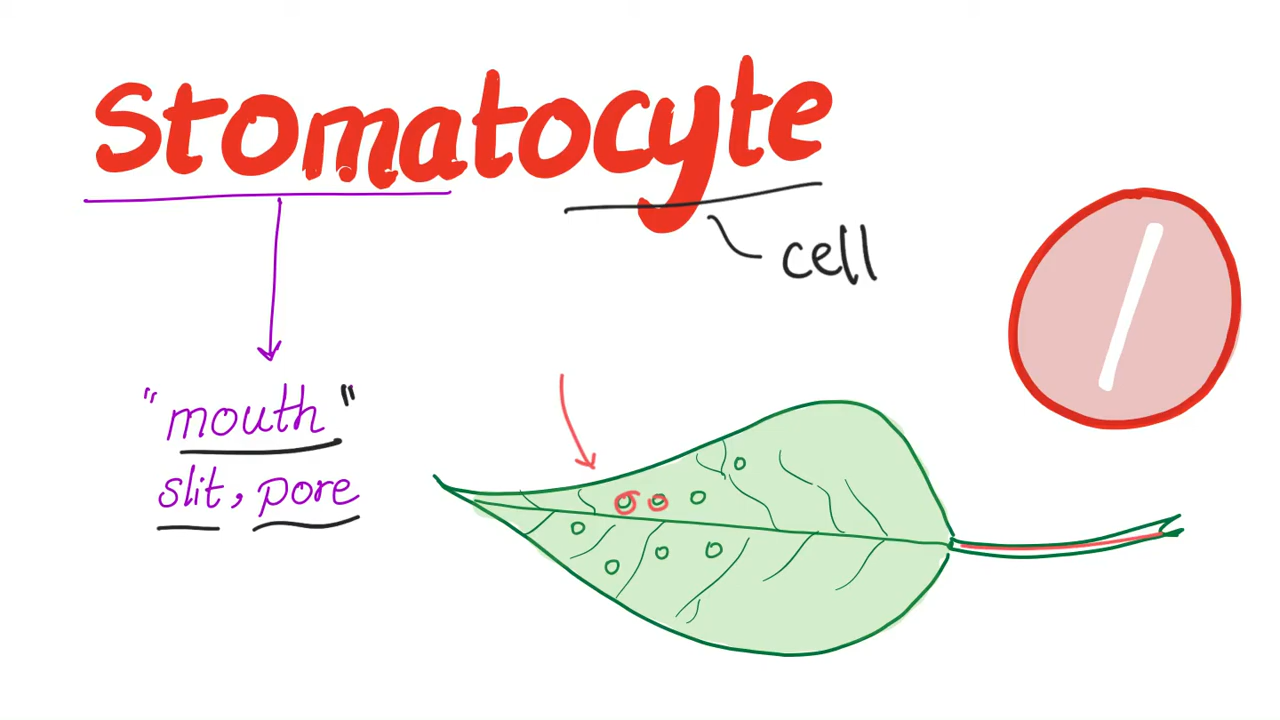 Stomatocyte
cell
"mouth"
slit, pore